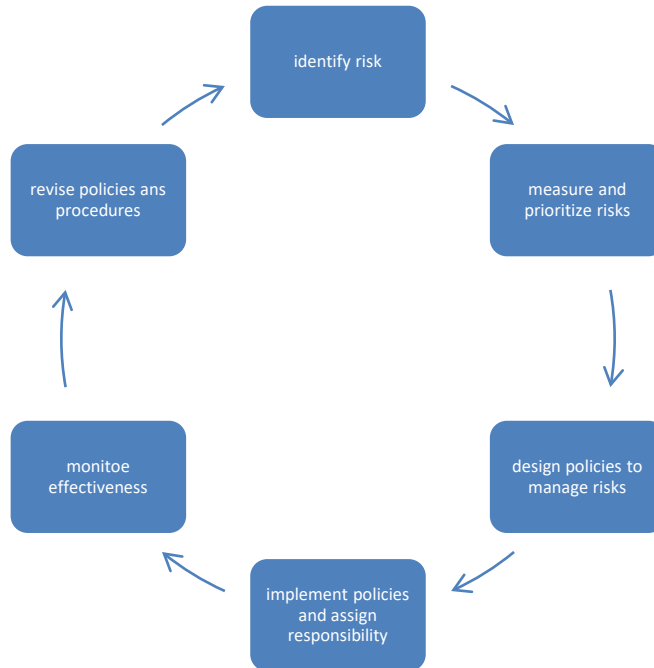 identify risk
measure and
prioritize risks
design policies to
manage risks
implement policies
and assign
responsibility
monitoe
effectiveness
revise policies ans
procedures